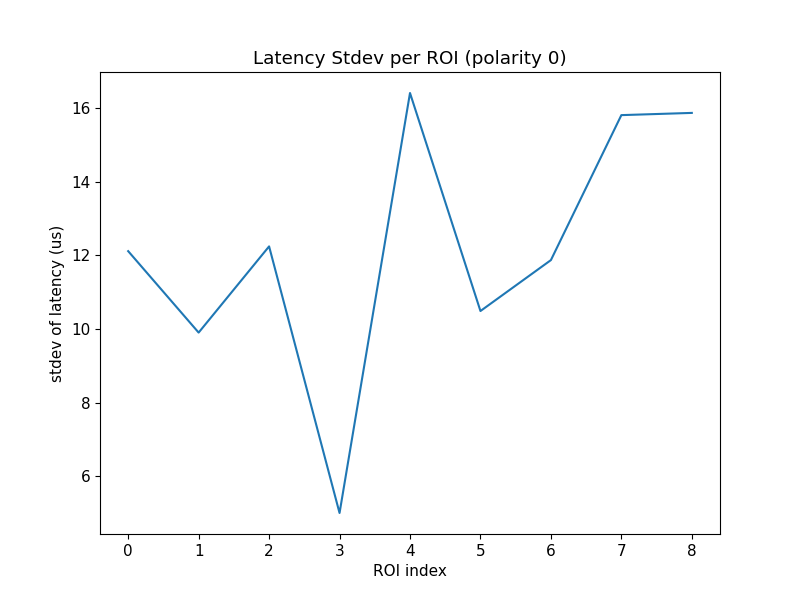 Latency Stdev per ROI (polarity 0)
16
14
12
10
8
6
stdev of latency (us)
0 1 2 3 4 5 6 7 8
ROI index